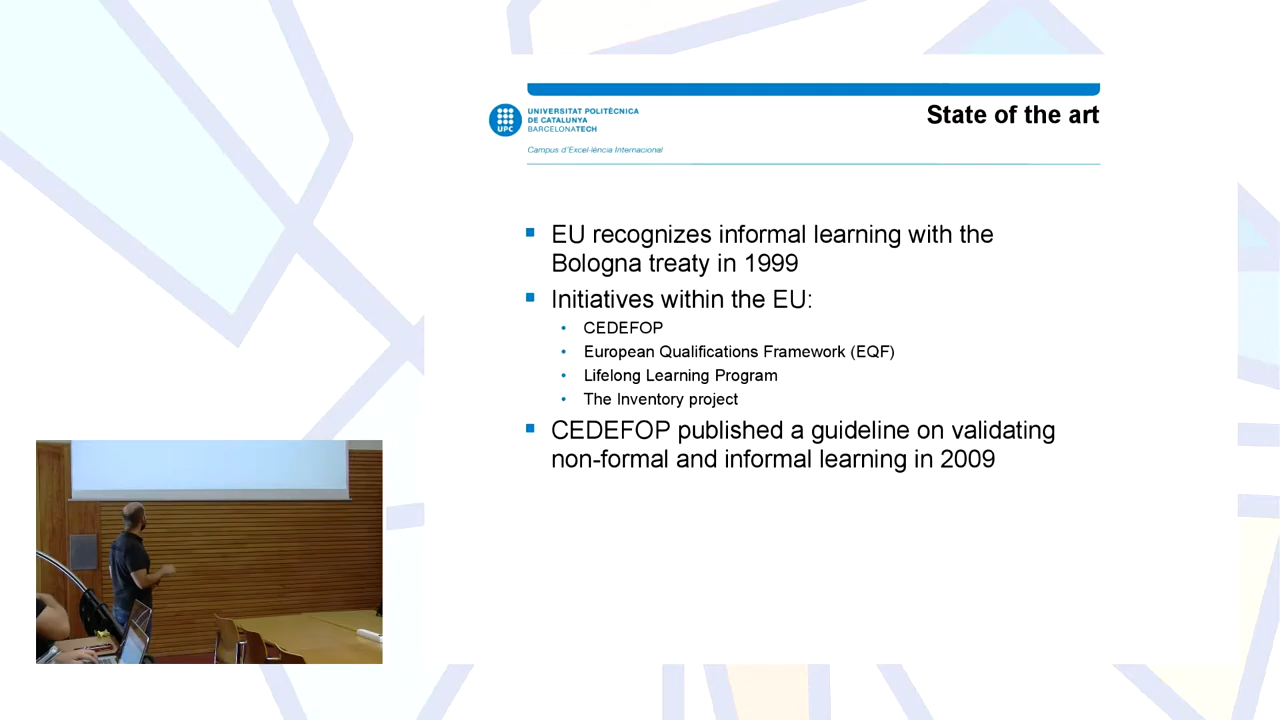 UNIVERSITAT POLITÈCNICA
DE CATALUNYA
BARCELONATECH
UPC
Campus d'Excel·lència Internacional
State of the art
EU recognizes informal learning with the
Bologna treaty in 1999
Initiatives within the EU:
CEDEFOP
European Qualifications Framework (EQF)
Lifelong Learning Program
The Inventory project
CEDEFOP published a guideline on validating
non-formal and informal learning in 2009